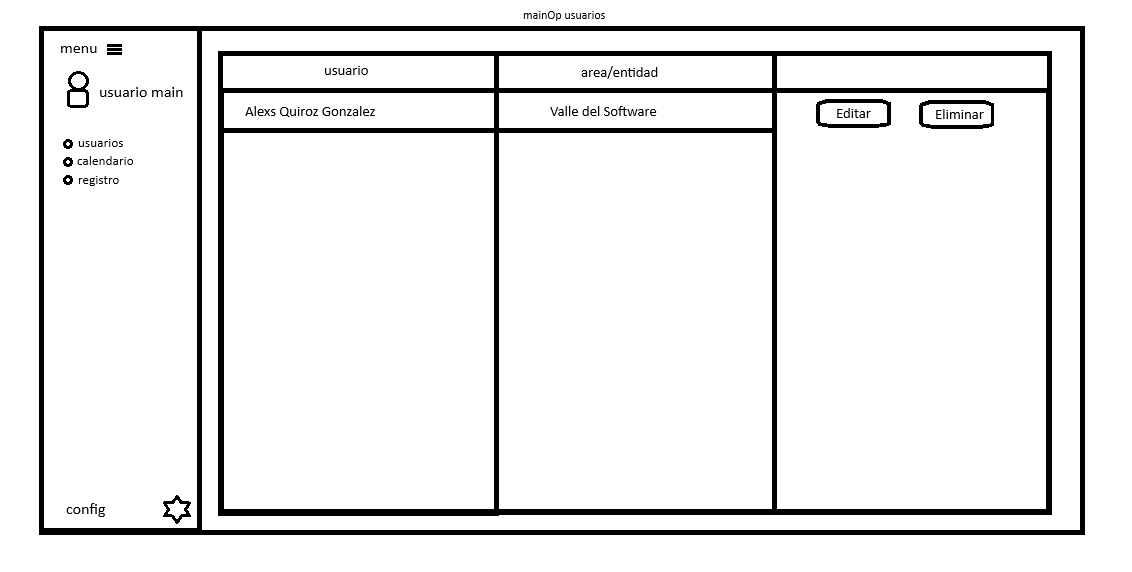 mainOp usuarios
menu
usuario main
usuarios
calendario
registro
config
usuario
area/entidad
Alexs Quiroz Gonzalez
Valle del Software
Editar
Eliminar